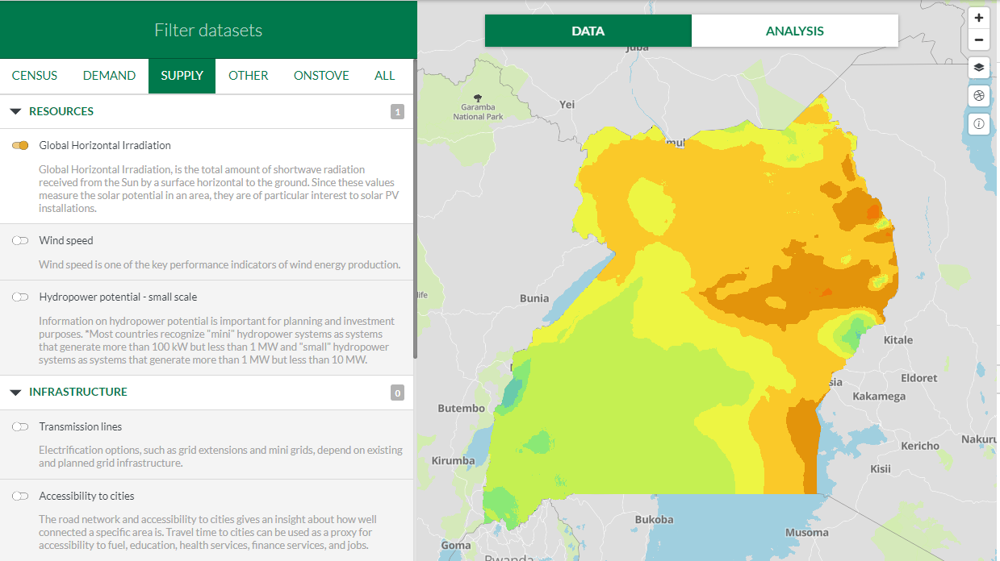 Filter datasets
CENSUS DEMAND SUPPLY OTHER ONSTOVE ALL
RESOURCES 1
Global Horizontal Irradiation
Global Horizontal Irradiation, is the total amount of shortwave radiation
received from the Sun by a surface horizontal to the ground. Since these values
measure the solar potential in an area, they are of particular interest to solar PV
installations.
Wind speed
Wind speed is one of the key performance indicators of wind energy production.
Hydropower potential - small scale
Information on hydropower potential is important for planning and investment
purposes. *Most countries recognize "mini" hydropower systems as systems
that generate more than 100 kW but less than 1 MW and "small" hydropower
systems as systems that generate more than 1 MW but less than 10 MW.
INFRASTRUCTURE 0
Transmission lines
Electrification options, such as grid extensions and mini grids, depend on existing
and planned grid infrastructure.
Accessibility to cities
The road network and accessibility to cities gives an insight about how well
connected a specific area is. Travel time to cities can be used as a proxy for
accessibility to fuel, education, health services, finance services, and jobs.
DATA ANALYSIS
+
−
Juba
Yei
Garamba
National Park
mul
life
Bunia
Kitale
sia
Eldoret
Kakamega
Butembo
Nakuru
Kericho
Kirumba
Kisii
Bukoba
Musoma
Goma
Rwanda